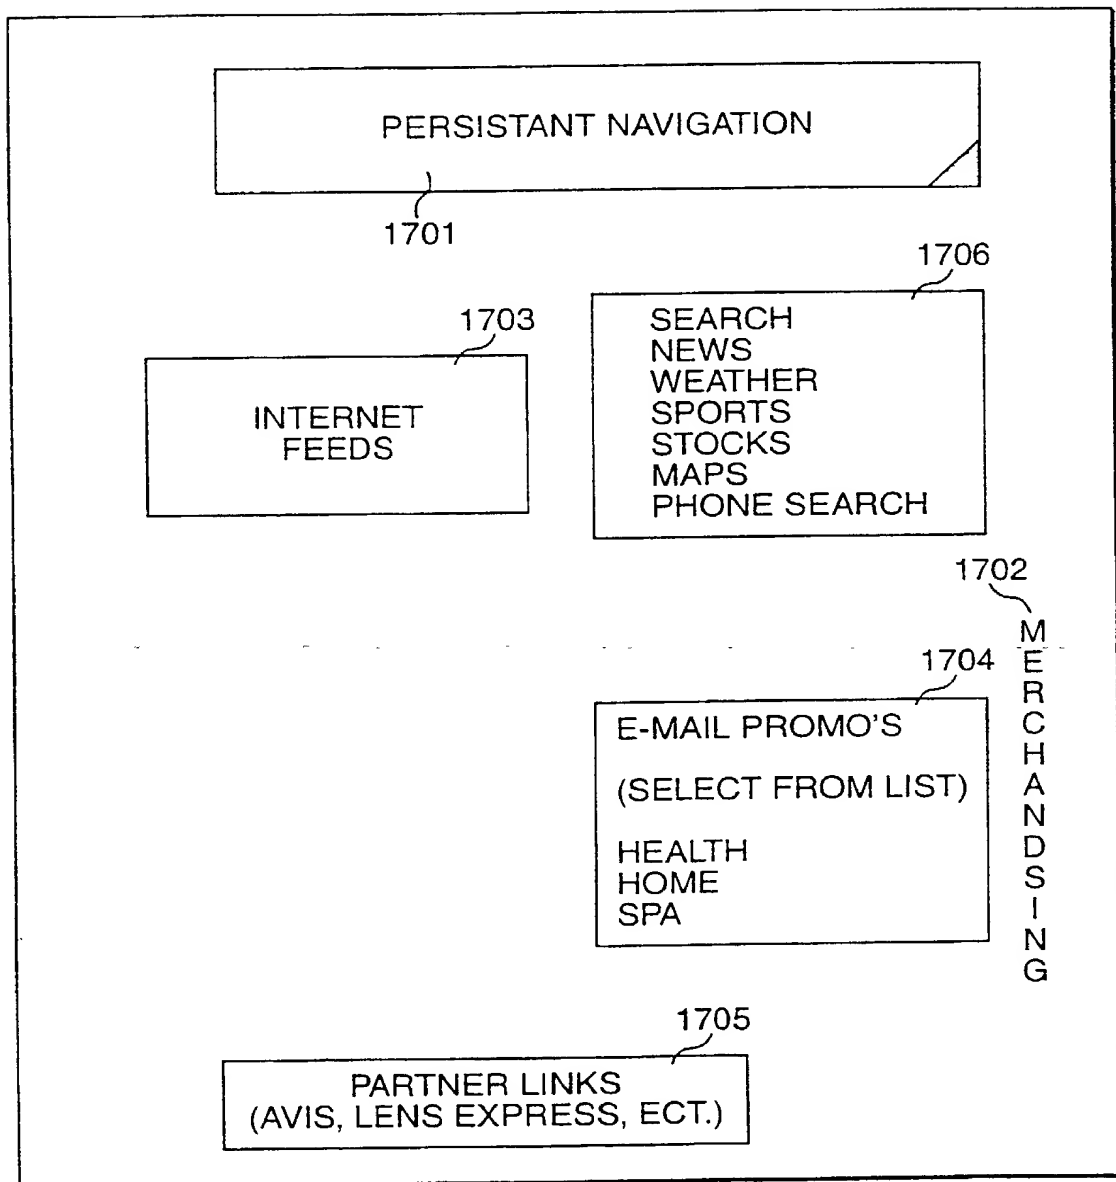 PERSISTANT NAVIGATION
1701
1706
SEARCH
NEWS
WEATHER
SPORTS
STOCKS
MAPS
PHONE SEARCH
1703
INTERNET
FEEDS
1702
MERCHANDSING
1704
E-MAIL PROMO'S
(SELECT FROM LIST)
HEALTH
HOME
SPA
1705
PARTNER LINKS
(AVIS, LENS EXPRESS, ECT.)